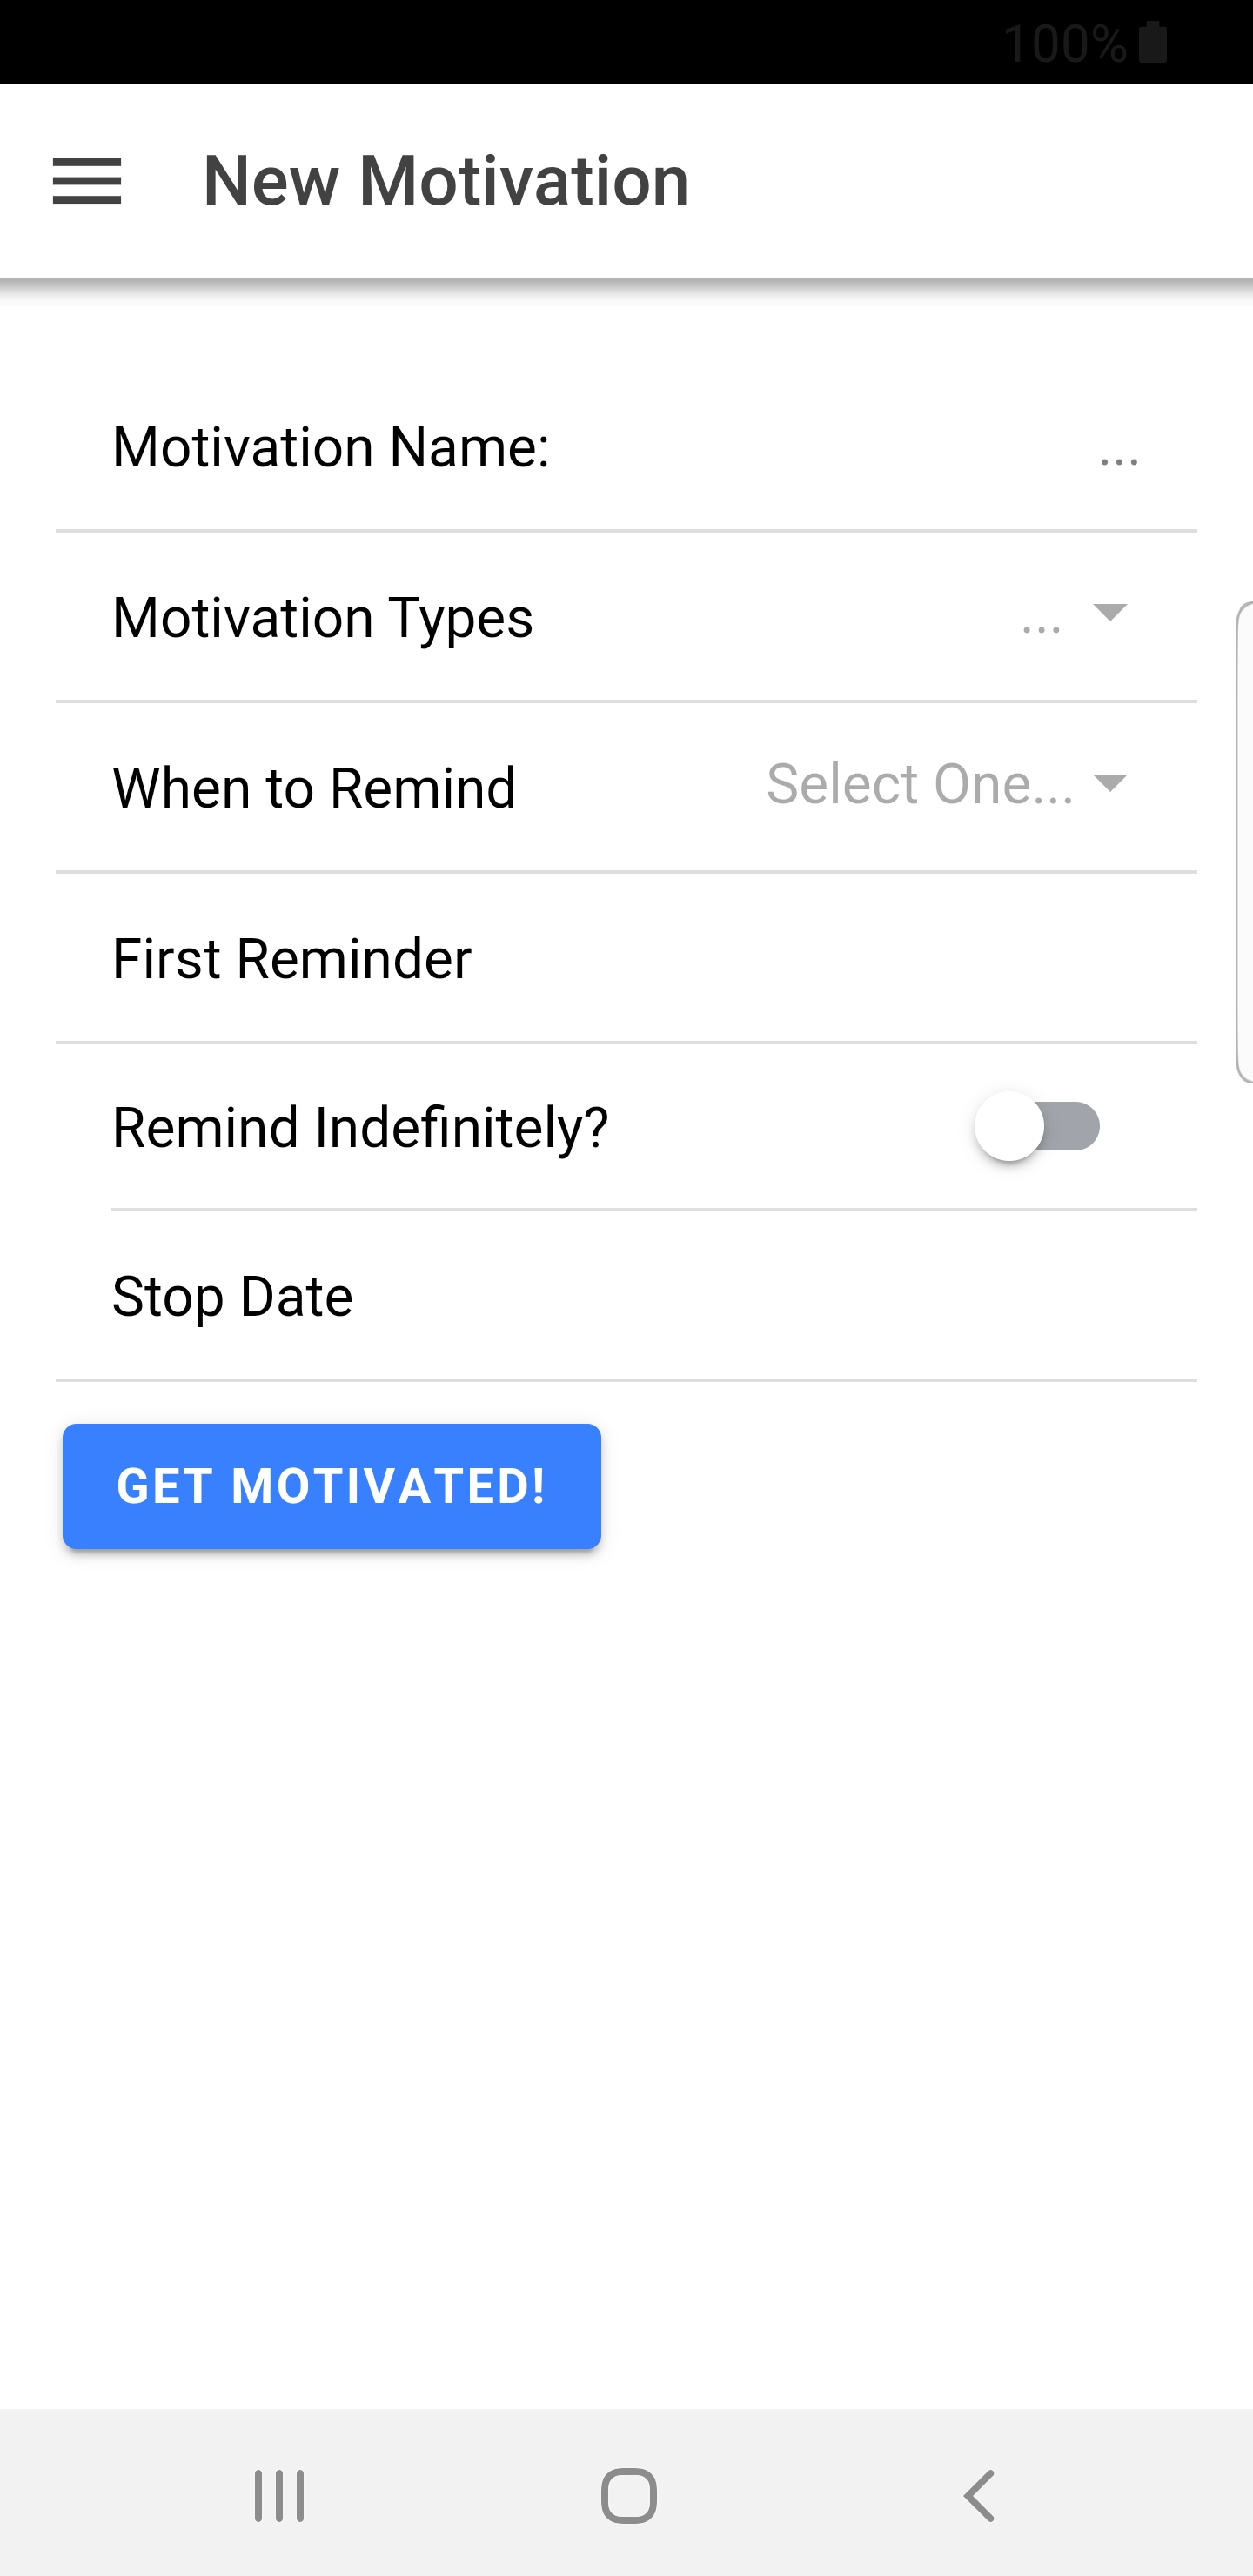 100%
New Motivation
Motivation Name: ...
Motivation Types ...
When to Remind Select One...
First Reminder
Remind Indefinitely?
Stop Date
GET MOTIVATED!